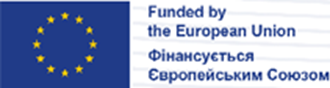 Funded by
the European Union
Фінансується
Європейським Союзом